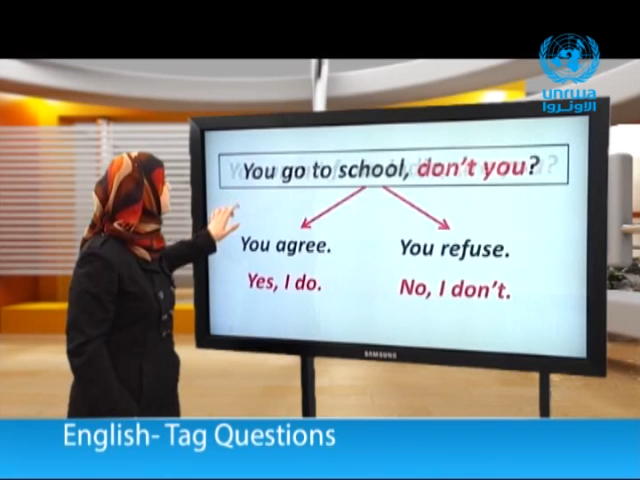 unrwa
الأونروا
You go to school, don't you?
You agree.
You refuse.
Yes, I do.
No, I don't.
SAMSUNG
English- Tag Questions